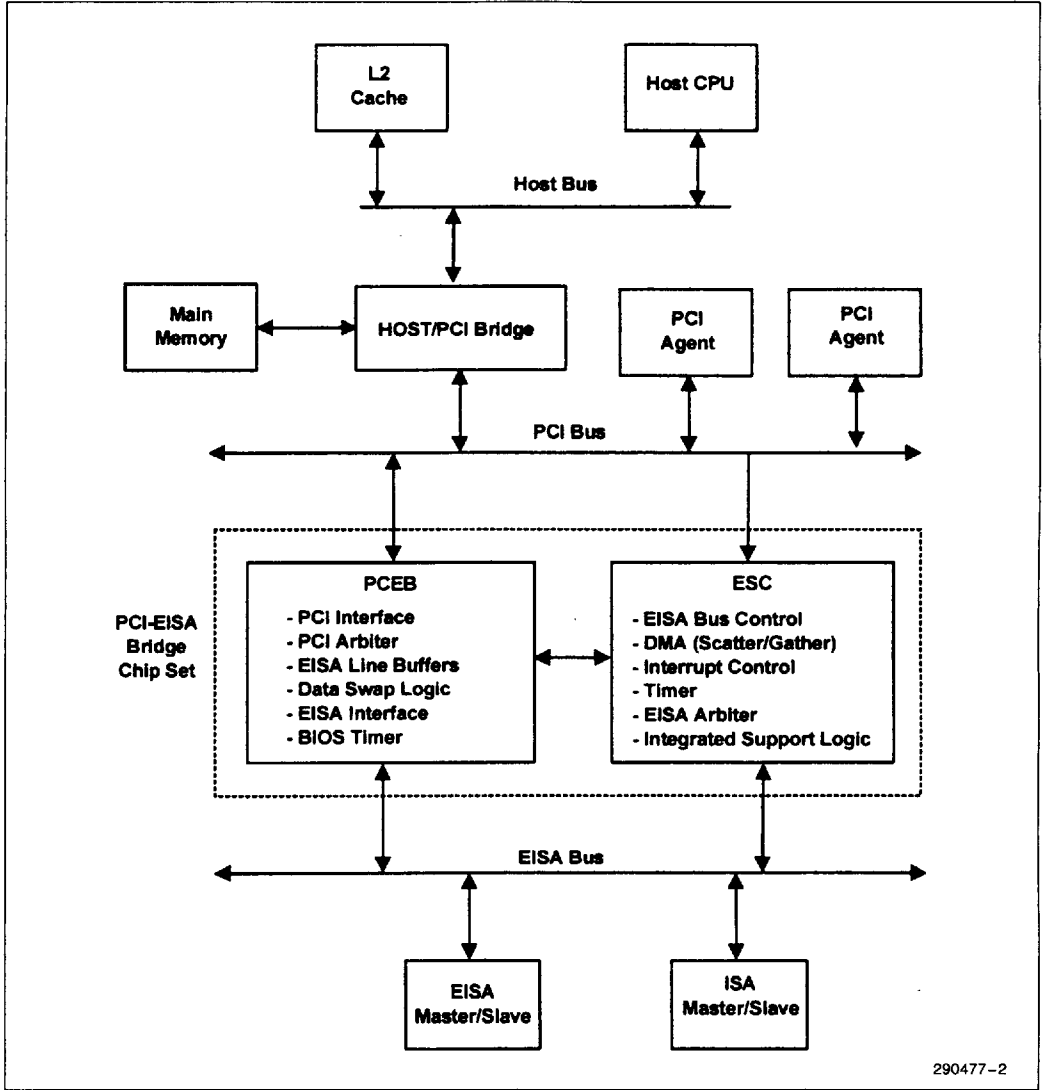 L2
Cache
Host CPU
Host Bus
Main
Memory
HOST/PCI Bridge
PCI
Agent
PCI
Agent
PCI Bus
PCI-EISA
Bridge
Chip Set
PCEB
- PCI Interface
- PCI Arbiter
- EISA Line Buffers
- Data Swap Logic
- EISA Interface
- BIOS Timer
ESC
- EISA Bus Control
- DMA (Scatter/Gather)
- Interrupt Control
- Timer
- EISA Arbiter
- Integrated Support Logic
EISA Bus
EISA
Master/Slave
ISA
Master/Slave
290477-2